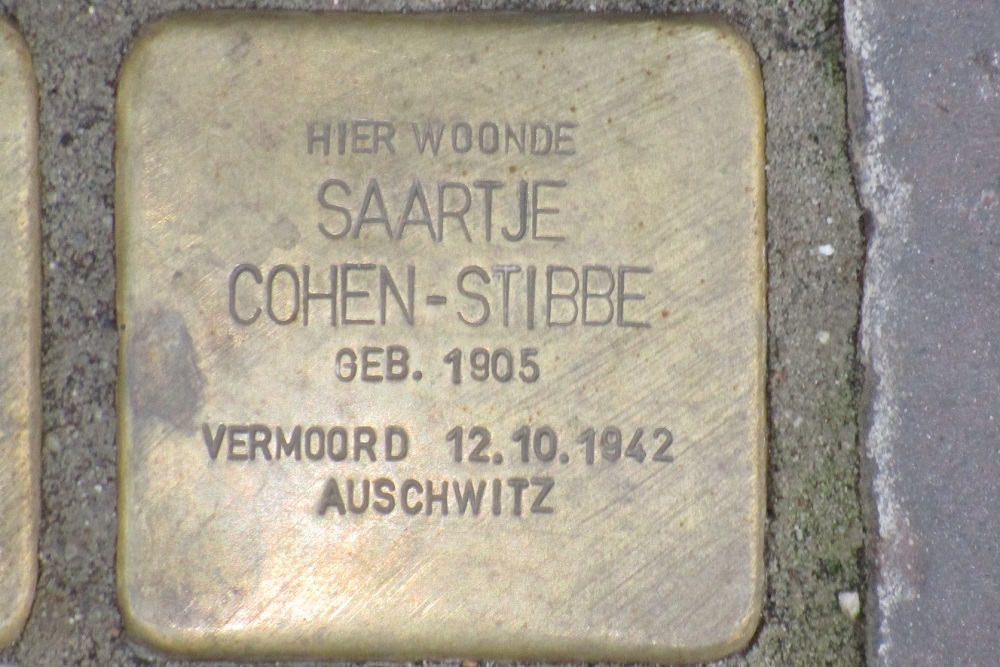 HIER WOONDE
SAARTJE
COHEN-STIBBE
GEB. 1905
VERMOORD 12.10.1942
AUSCHWITZ